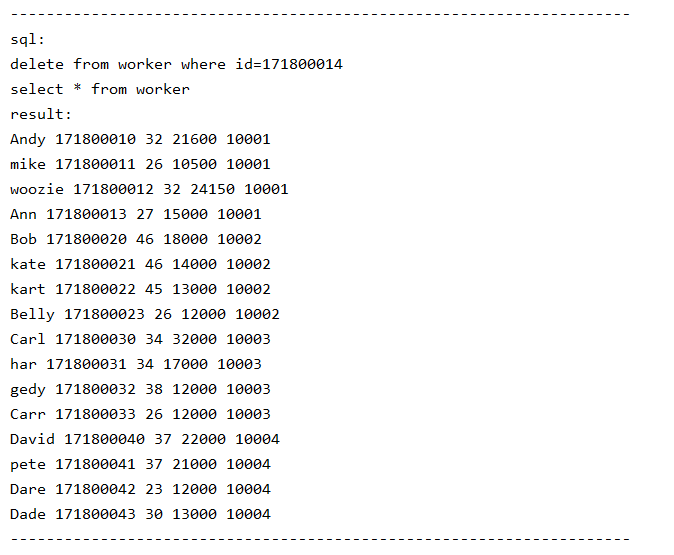 ---------------------------------------------------------------------
sql:
delete from worker where id=171800014
select * from worker
result:
Andy 171800010 32 21600 10001
mike 171800011 26 10500 10001
woozie 171800012 32 24150 10001
Ann 171800013 27 15000 10001
Bob 171800020 46 18000 10002
kate 171800021 46 14000 10002
kart 171800022 45 13000 10002
Belly 171800023 26 12000 10002
Carl 171800030 34 32000 10003
har 171800031 34 17000 10003
gedy 171800032 38 12000 10003
Carr 171800033 26 12000 10003
David 171800040 37 22000 10004
pete 171800041 37 21000 10004
Dare 171800042 23 12000 10004
Dade 171800043 30 13000 10004
---------------------------------------------------------------------